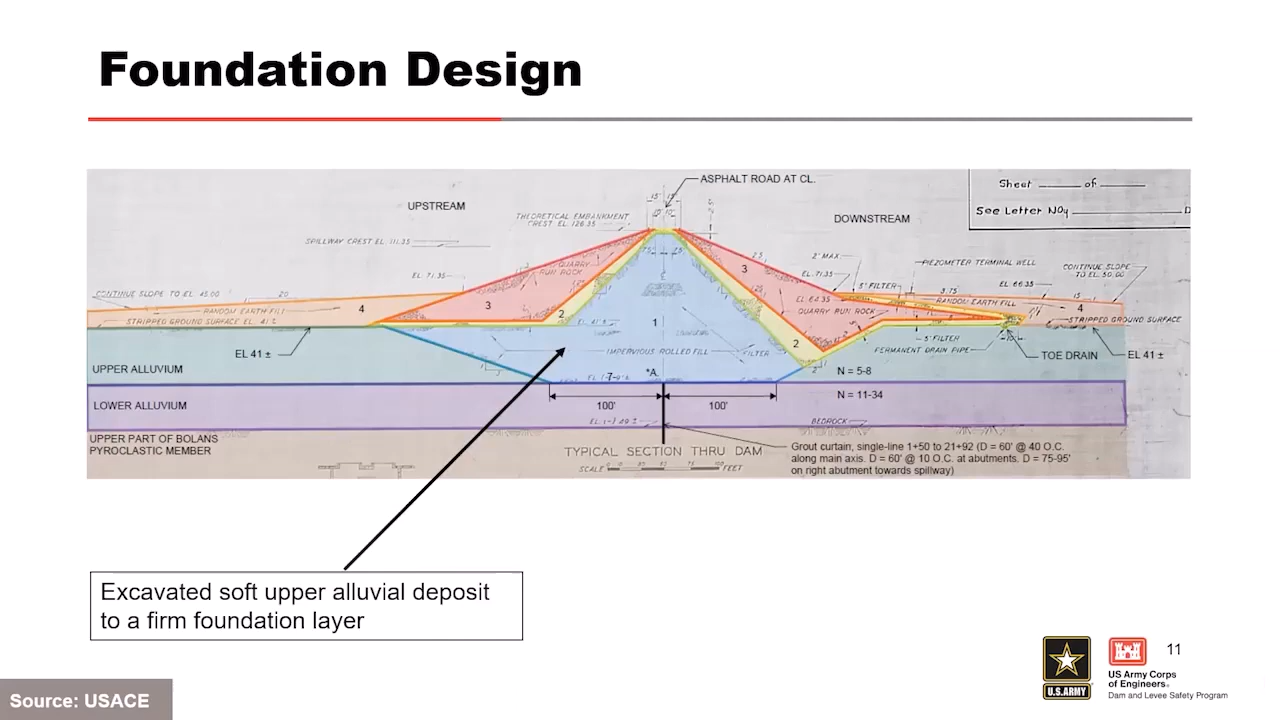 Foundation Design
ASPHALT ROAD AT CL.
Sheet of
See Letter No
UPSTREAM
DOWNSTREAM
THEORETICAL EMBANKMENT
CREST EL. 126.35
SPILLWAY CREST EL. 111.35
2' MAX.
PIEZOMETER TERMINAL WELL
CONTINUE SLOPE
TO EL. 50.00
EL. 71.35
QUARRY
RUN ROCK
3
EL. 71.35
5' FILTER
3.75
EL. 66.35
CONTINUE SLOPE TO EL 45.00
20
EL. 64.35
RANDOM EARTH FILL
15
4
RANDOM EARTH FILL
3
2
QUARRY RUN ROCK
4
STRIPPED GROUND SURFACE EL. 41 ±
1
STRIPPED GROUND SURFACE
EL 41 ±
IMPERVIOUS ROLLED FILL
FILTER
2
5' FILTER
PERMANENT DRAIN PIPE
TOE DRAIN
EL 41 ±
UPPER ALLUVIUM
*A.
N = 5-8
LOWER ALLUVIUM
100'
100'
N = 11-34
BEDROCK
UPPER PART OF BOLANS
PYROCLASTIC MEMBER
TYPICAL SECTION THRU DAM
SCALE
FEET
Grout curtain, single-line 1+50 to 21+92 (D = 60' @ 40 O.C.
along main axis. D = 60' @ 10 O.C. at abutments. D = 75-95'
on right abutment towards spillway)
Excavated soft upper alluvial deposit
to a firm foundation layer
11
U.S.ARMY
US Army Corps
of Engineers®
Dam and Levee Safety Program
Source: USACE